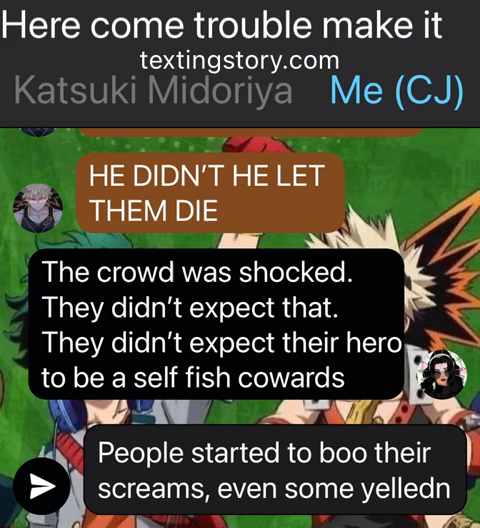 Here come trouble make it
textingstory.com
Katsuki Midoriya Me (CJ)
HE DIDN'T HE LET
THEM DIE
The crowd was shocked.
They didn't expect that.
They didn't expect their hero
to be a self fish cowards
People started to boo their
screams, even some yelledn